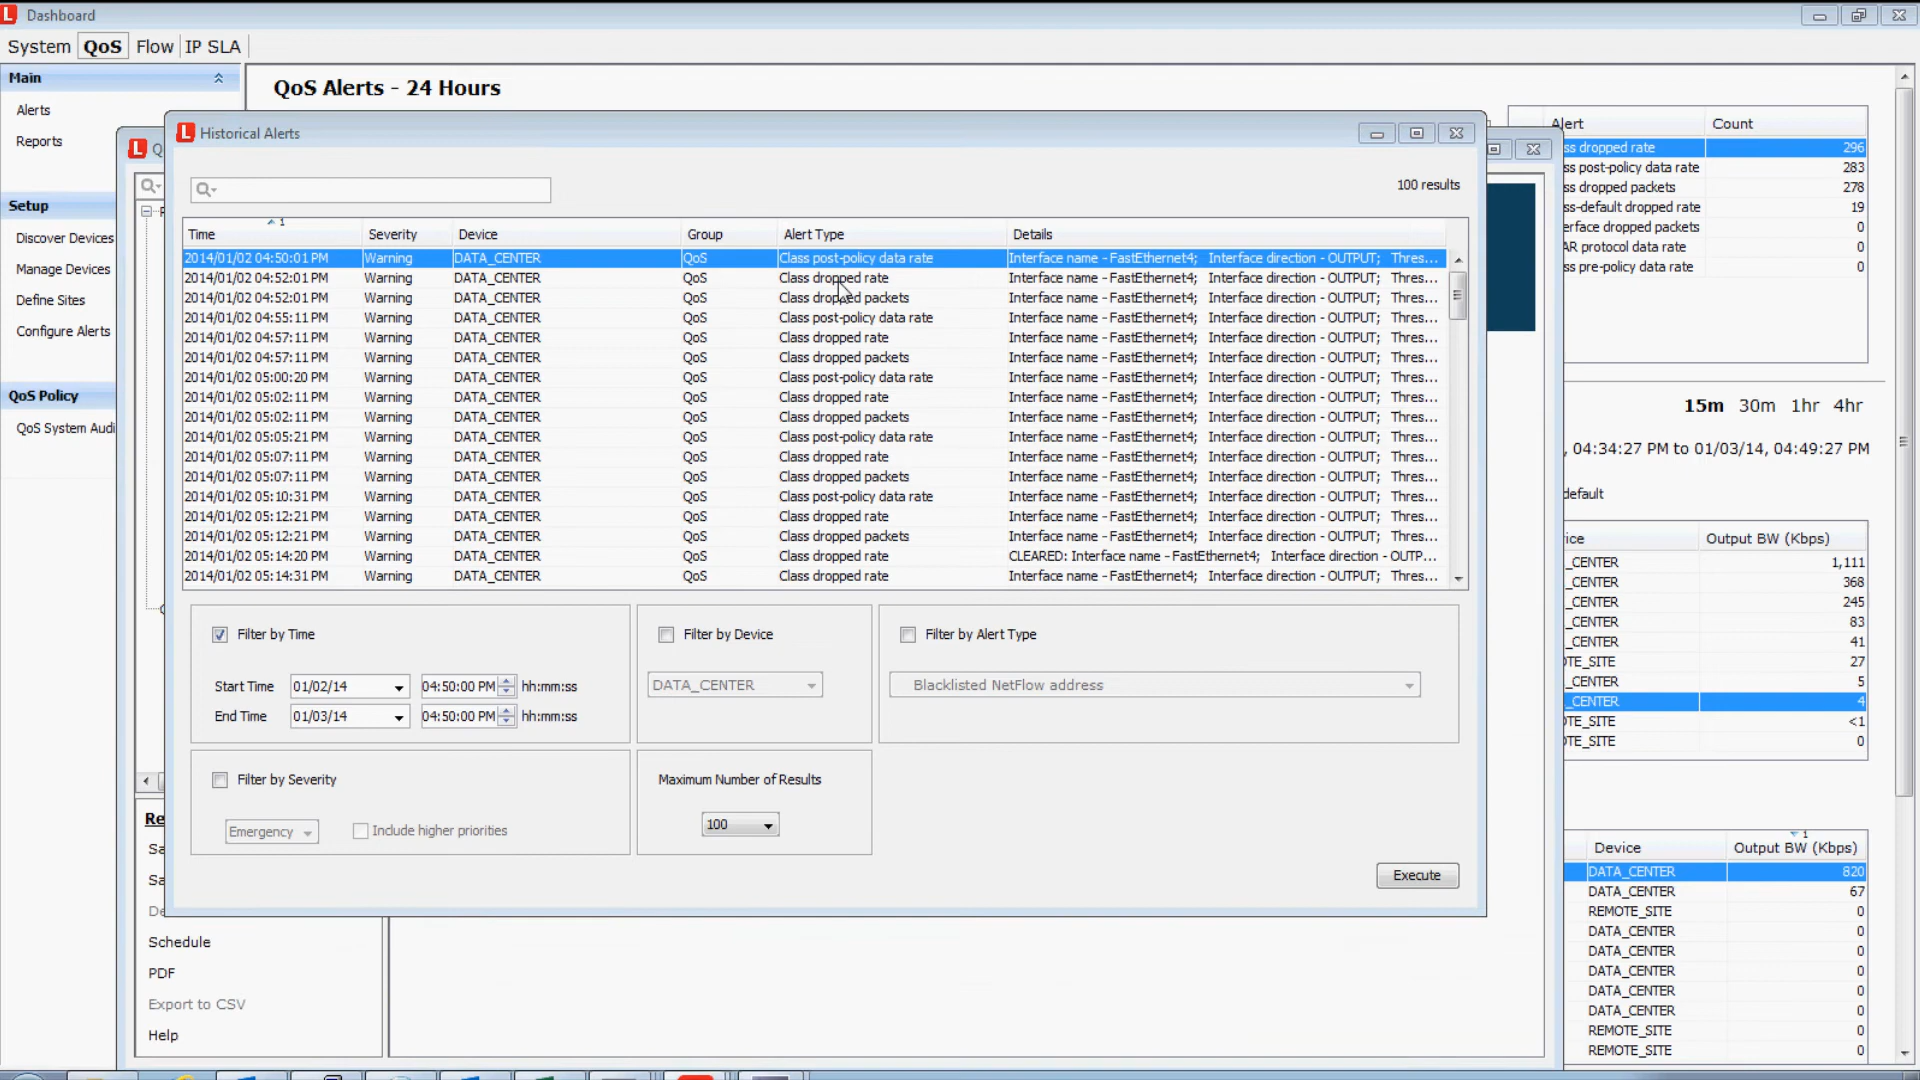 Dashboard
System QoS Flow IP SLA
Main
Alerts
Reports
Setup
Discover Devices
Manage Devices
Define Sites
Configure Alerts
QoS Policy
QoS System Audi
QoS Alerts - 24 Hours
Historical Alerts
100 results
Time 1 Severity Device Group Alert Type Details
2014/01/02 04:50:01 PM Warning DATA_CENTER QoS Class post-policy data rate Interface name - FastEthernet4; Interface direction - OUTPUT; Thres...
2014/01/02 04:52:01 PM Warning DATA_CENTER QoS Class dropped rate Interface name - FastEthernet4; Interface direction - OUTPUT; Thres...
2014/01/02 04:52:01 PM Warning DATA_CENTER QoS Class dropped packets Interface name - FastEthernet4; Interface direction - OUTPUT; Thres...
2014/01/02 04:55:11 PM Warning DATA_CENTER QoS Class post-policy data rate Interface name - FastEthernet4; Interface direction - OUTPUT; Thres...
2014/01/02 04:57:11 PM Warning DATA_CENTER QoS Class dropped rate Interface name - FastEthernet4; Interface direction - OUTPUT; Thres...
2014/01/02 04:57:11 PM Warning DATA_CENTER QoS Class dropped packets Interface name - FastEthernet4; Interface direction - OUTPUT; Thres...
2014/01/02 05:00:20 PM Warning DATA_CENTER QoS Class post-policy data rate Interface name - FastEthernet4; Interface direction - OUTPUT; Thres...
2014/01/02 05:02:11 PM Warning DATA_CENTER QoS Class dropped rate Interface name - FastEthernet4; Interface direction - OUTPUT; Thres...
2014/01/02 05:02:11 PM Warning DATA_CENTER QoS Class dropped packets Interface name - FastEthernet4; Interface direction - OUTPUT; Thres...
2014/01/02 05:05:21 PM Warning DATA_CENTER QoS Class post-policy data rate Interface name - FastEthernet4; Interface direction - OUTPUT; Thres...
2014/01/02 05:07:11 PM Warning DATA_CENTER QoS Class dropped rate Interface name - FastEthernet4; Interface direction - OUTPUT; Thres...
2014/01/02 05:07:11 PM Warning DATA_CENTER QoS Class dropped packets Interface name - FastEthernet4; Interface direction - OUTPUT; Thres...
2014/01/02 05:10:31 PM Warning DATA_CENTER QoS Class post-policy data rate Interface name - FastEthernet4; Interface direction - OUTPUT; Thres...
2014/01/02 05:12:21 PM Warning DATA_CENTER QoS Class dropped rate Interface name - FastEthernet4; Interface direction - OUTPUT; Thres...
2014/01/02 05:12:21 PM Warning DATA_CENTER QoS Class dropped packets Interface name - FastEthernet4; Interface direction - OUTPUT; Thres...
2014/01/02 05:14:20 PM Warning DATA_CENTER QoS Class dropped rate CLEARED: Interface name - FastEthernet4; Interface direction - OUTP...
2014/01/02 05:14:31 PM Warning DATA_CENTER QoS Class dropped rate Interface name - FastEthernet4; Interface direction - OUTPUT; Thres...
Filter by Time
Start Time 01/02/14 04:50:00 PM hh:mm:ss
End Time 01/03/14 04:50:00 PM hh:mm:ss
Filter by Device
DATA_CENTER
Filter by Alert Type
Blacklisted NetFlow address
Filter by Severity
Emergency Include higher priorities
Maximum Number of Results
100
Execute
Re
Sa
Sa
De
Schedule
PDF
Export to CSV
Help
Alert Count
ss dropped rate 296
ss post-policy data rate 283
ss dropped packets 278
ss-default dropped rate 19
erface dropped packets 0
AR protocol data rate 0
ss pre-policy data rate 0
15m 30m 1hr 4hr
, 04:34:27 PM to 01/03/14, 04:49:27 PM
default
ice Output BW (Kbps)
_CENTER 1,111
_CENTER 368
_CENTER 245
_CENTER 83
_CENTER 41
OTE_SITE 27
_CENTER 5
_CENTER 4
OTE_SITE <1
OTE_SITE 0
Device Output BW (Kbps) 1
DATA_CENTER 820
DATA_CENTER 67
REMOTE_SITE 0
DATA_CENTER 0
DATA_CENTER 0
DATA_CENTER 0
DATA_CENTER 0
DATA_CENTER 0
REMOTE_SITE 0
REMOTE_SITE 0